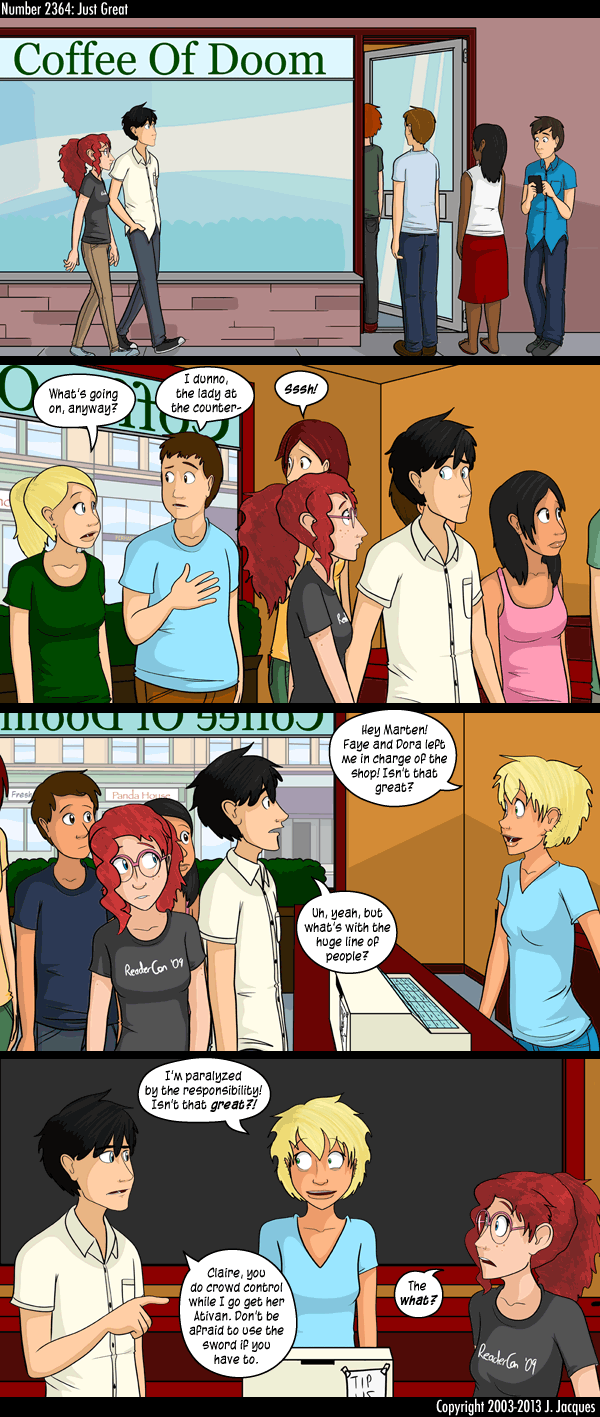 Number 2364: Just Great
Coffee Of Doom
What's going
on, anyway?
I dunno,
the lady at
the counter-
Sssh!
Hey Marten!
Faye and Dora left
me in charge of the
shop! Isn't that
great?
Fresh
Panda House
Uh, yeah, but
what's with the
huge line of
people?
ReaderCon '09
I'm paralyzed
by the responsibility!
Isn't that great?!
Claire, you
do crowd control
while I go get her
Ativan. Don't be
afraid to use the
sword if you
have to.
The
what?
ReaderCon '09
TIP
Copyright 2003-2013 J. Jacques